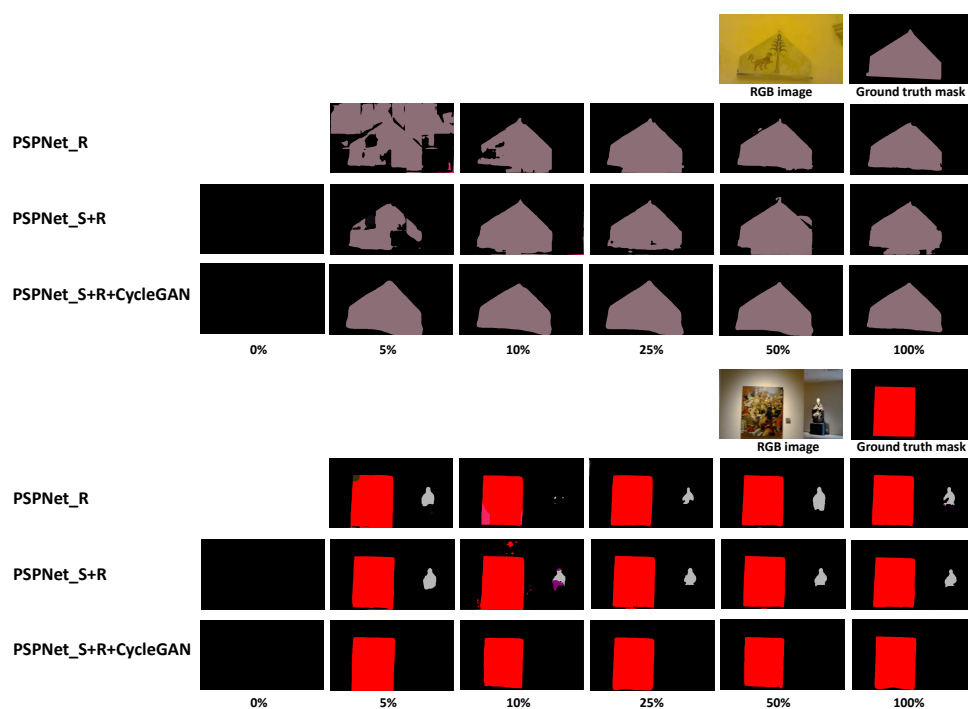 RGB image Ground truth mask
PSPNet_R
PSPNet_S+R
PSPNet_S+R+CycleGAN
0% 5% 10% 25% 50% 100%
RGB image Ground truth mask
PSPNet_R
PSPNet_S+R
PSPNet_S+R+CycleGAN
0% 5% 10% 25% 50% 100%